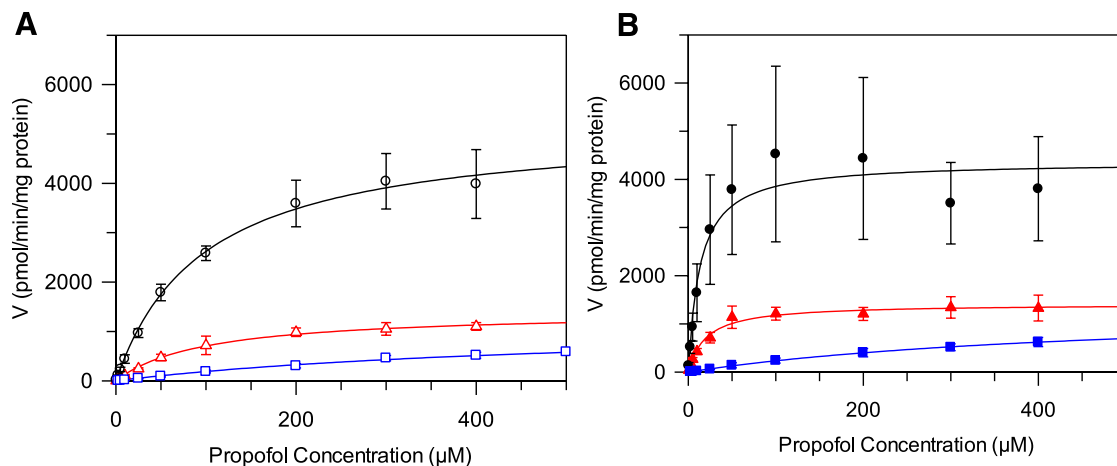 A
V (pmol/min/mg protein)
6000
4000
2000
0
0 200 400
Propofol Concentration (µM)
B
V (pmol/min/mg protein)
6000
4000
2000
0
0 200 400
Propofol Concentration (µM)